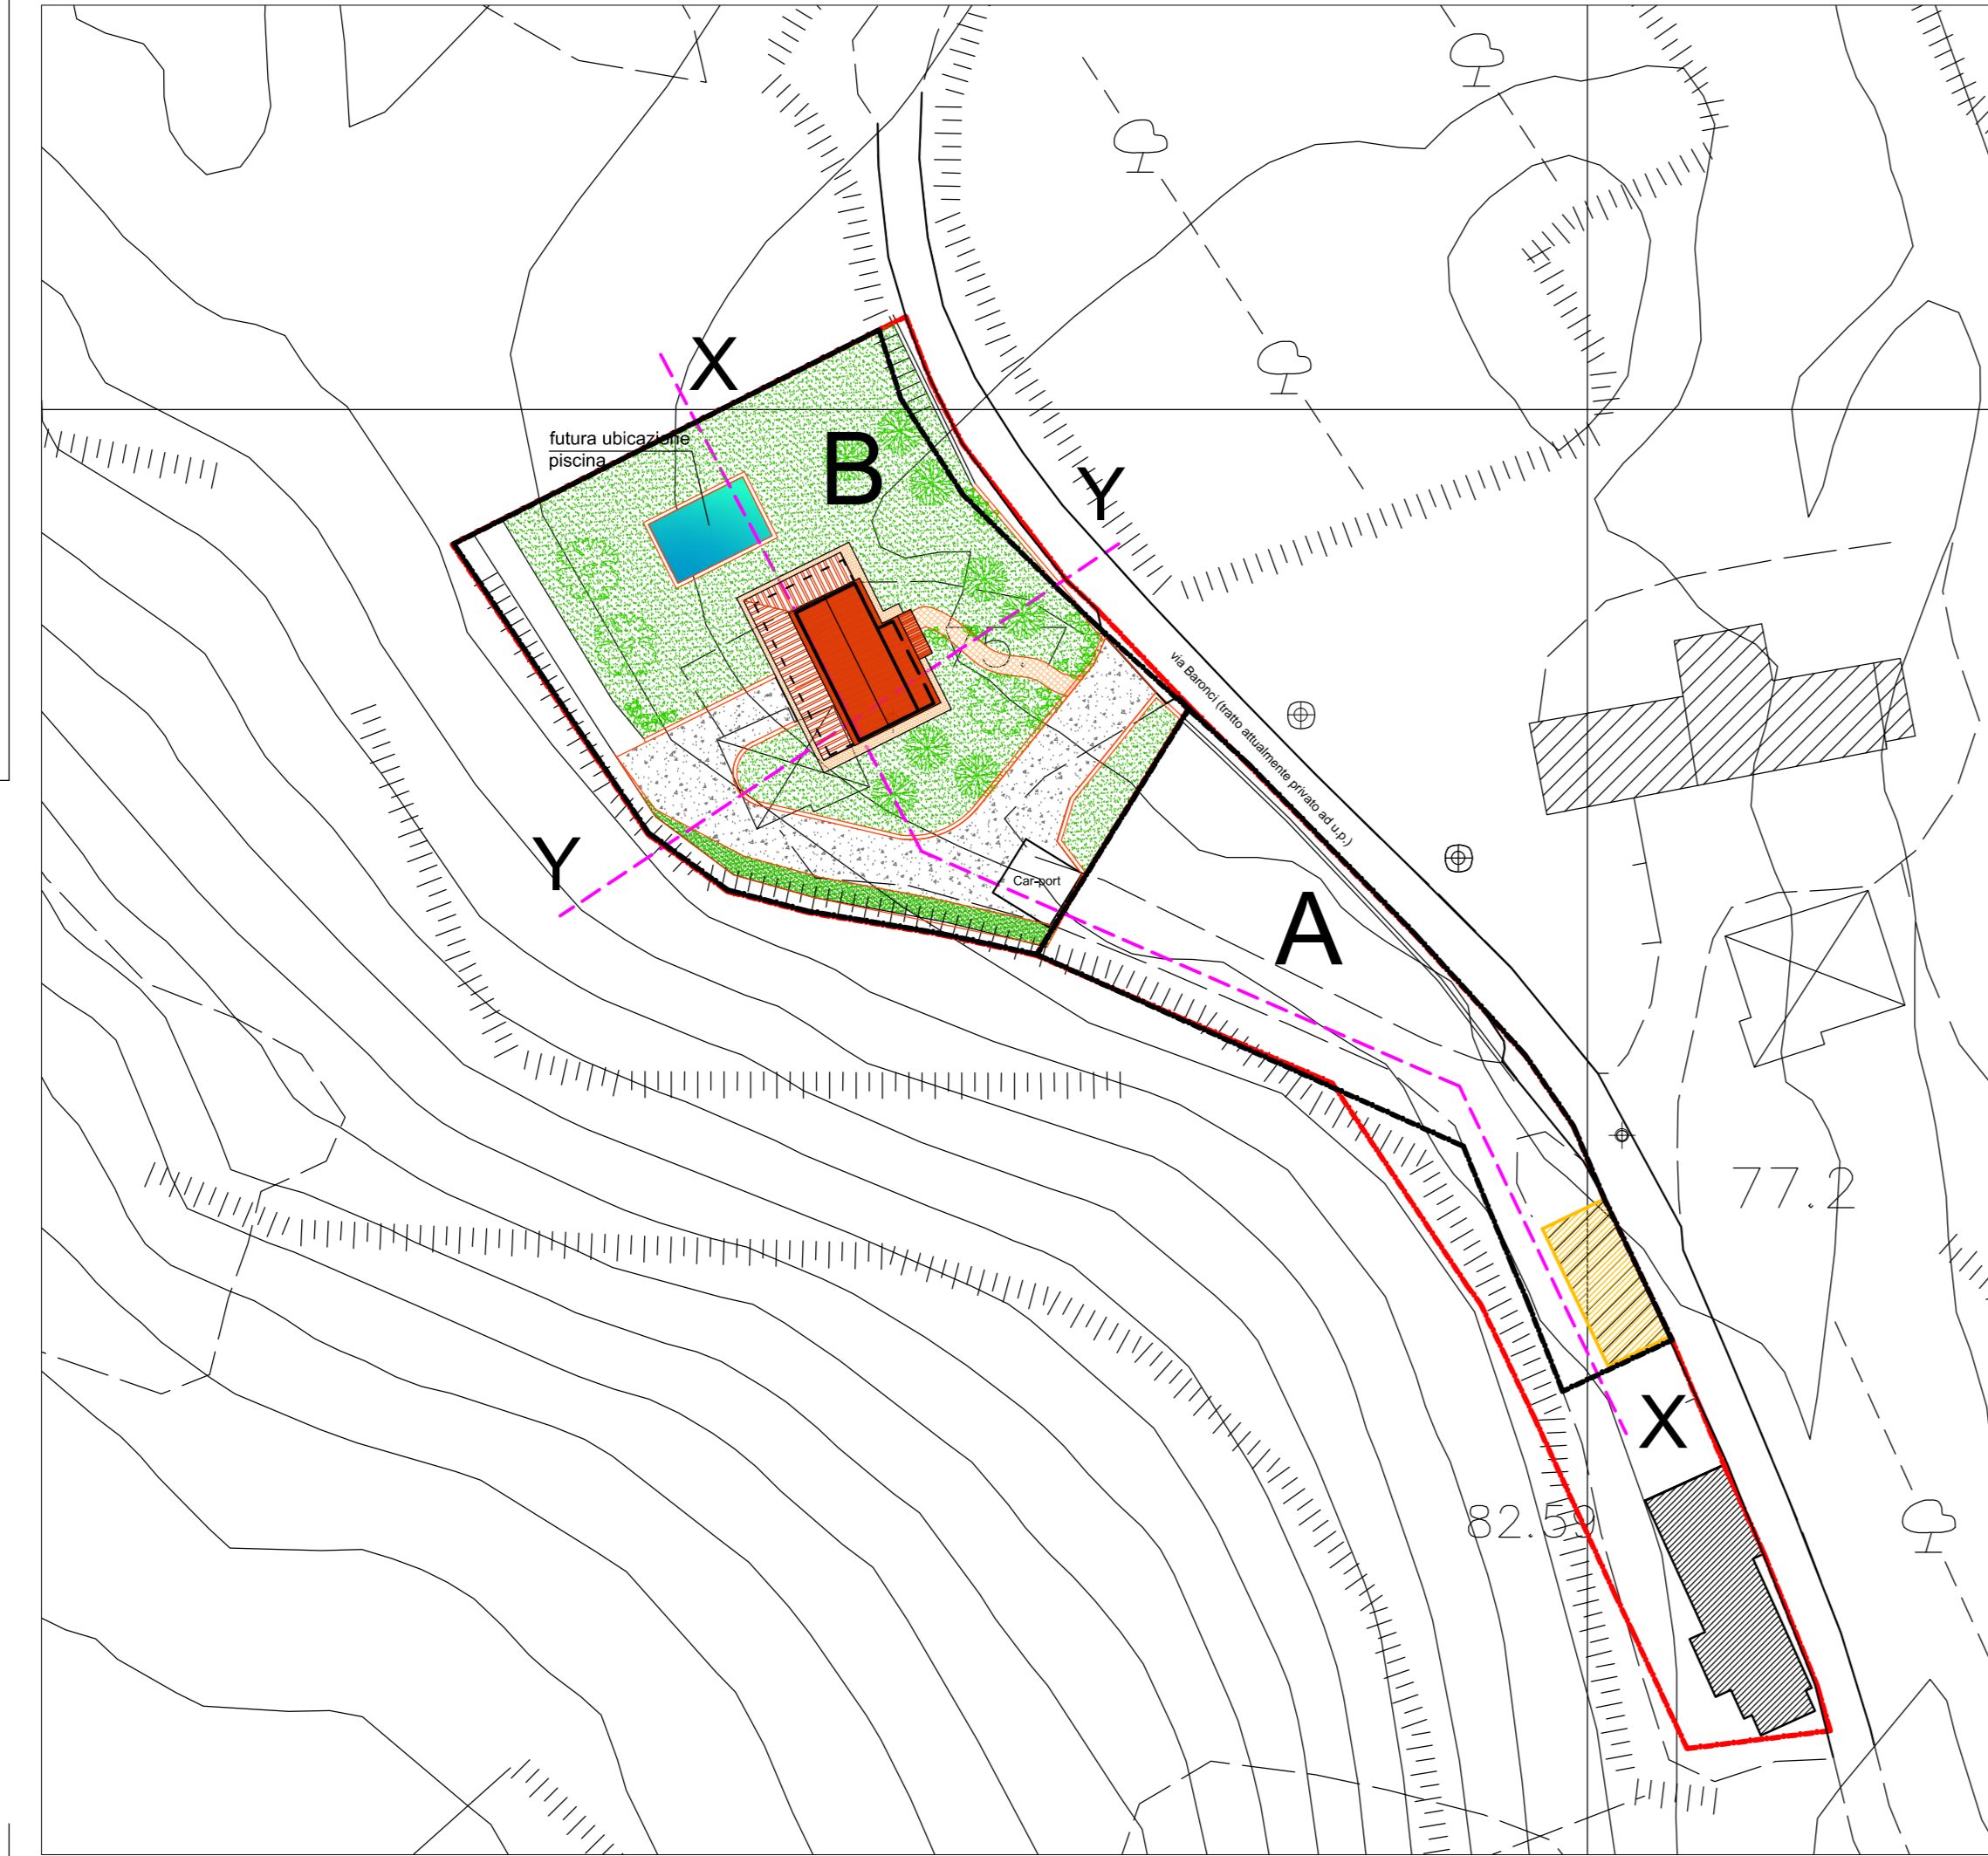 X
futura ubicazione
piscina
B
Y
via Baronci (tratto attualmente privato ad u.p.)
Y
Car-port
A
77.2
X
82.59